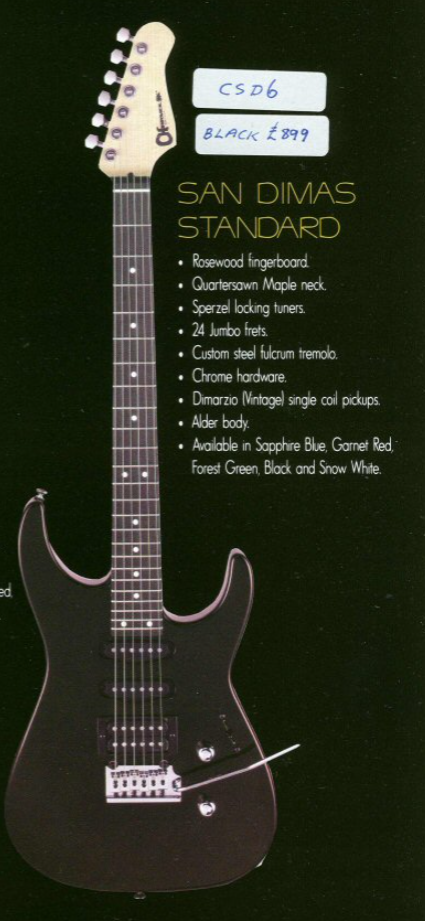 CSD6
BLACK £899
SAN DIMAS
STANDARD
• Rosewood fingerboard.
• Quartersawn Maple neck.
• Sperzel locking tuners.
• 24 Jumbo frets.
• Custom steel fulcrum tremolo.
• Chrome hardware.
• Dimarzio (Vintage) single coil pickups.
• Alder body.
• Available in Sapphire Blue, Garnet Red,
Forest Green, Black and Snow White.
ed,